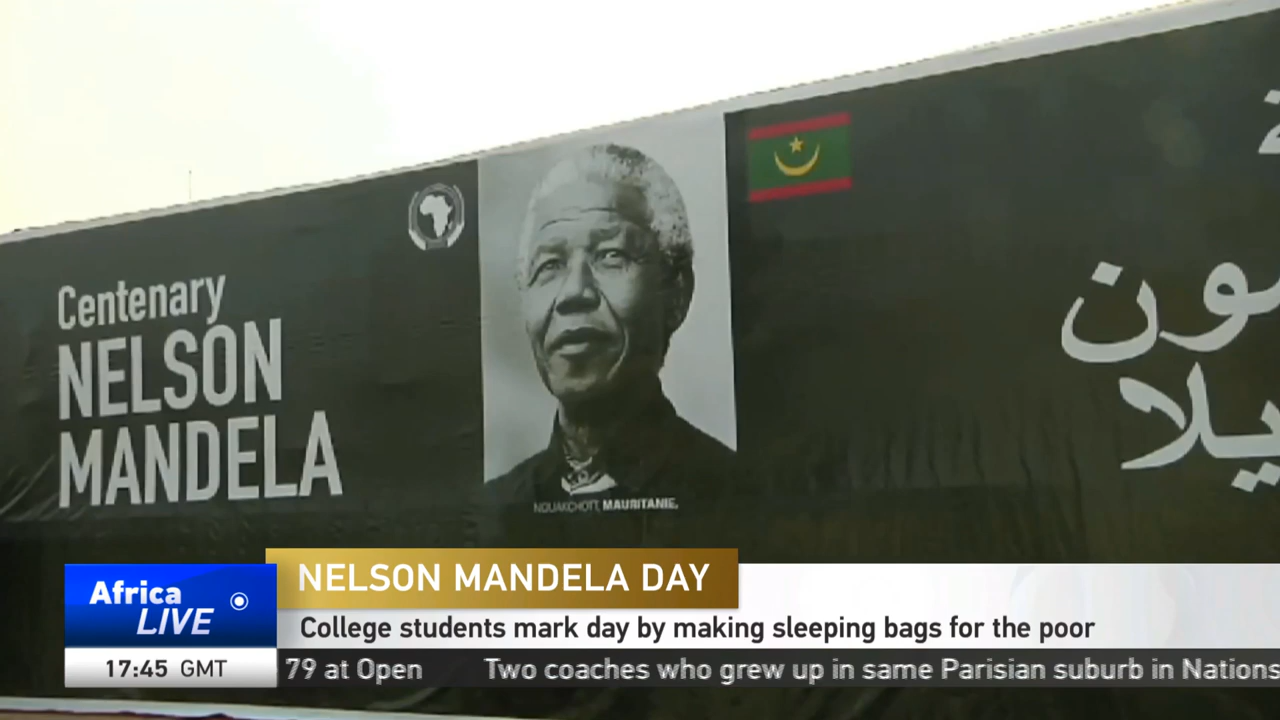 Centenary
NELSON
MANDELA
NOUAKCHOTT, MAURITANIE.
ون
يلا
NELSON MANDELA DAY
Africa
LIVE
College students mark day by making sleeping bags for the poor
17:45 GMT
79 at Open Two coaches who grew up in same Parisian suburb in Nations